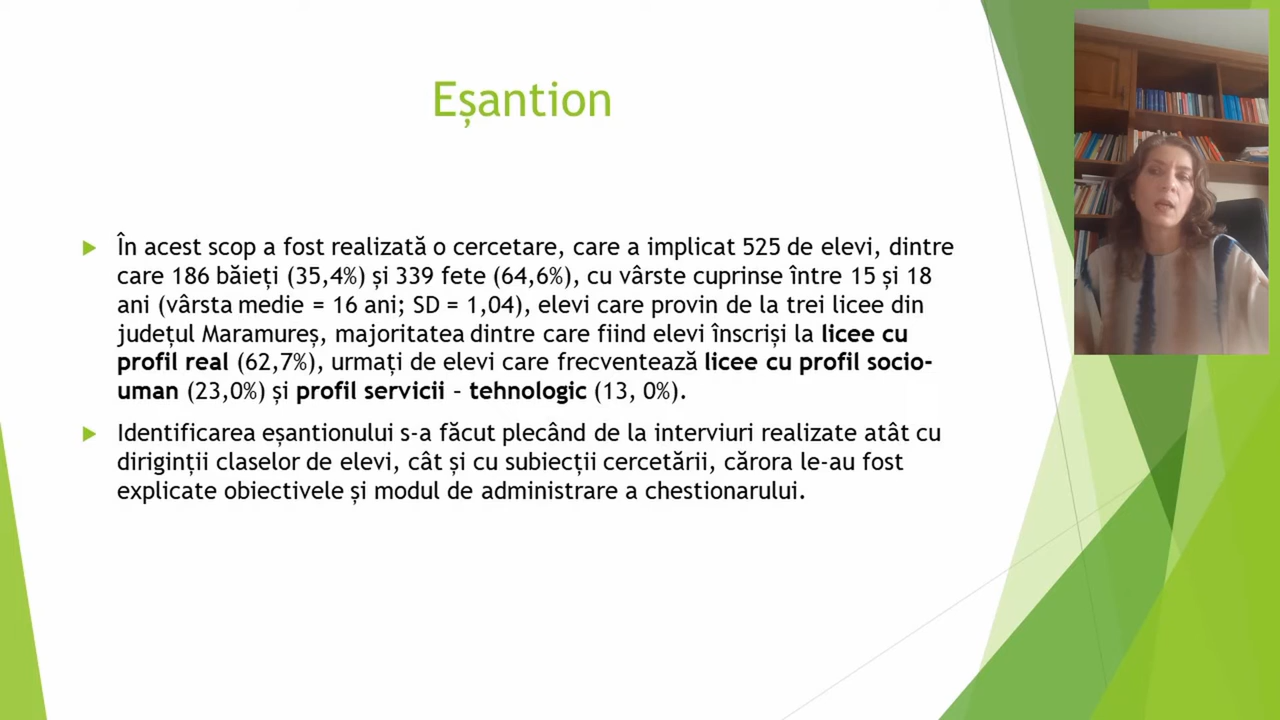 Eșantion
În acest scop a fost realizată o cercetare, care a implicat 525 de elevi, dintre
care 186 băieți (35,4%) și 339 fete (64,6%), cu vârste cuprinse între 15 și 18
ani (vârsta medie = 16 ani; SD = 1,04), elevi care provin de la trei licee din
județul Maramureș, majoritatea dintre care fiind elevi înscriși la licee cu
profil real (62,7%), urmați de elevi care frecventează licee cu profil socio-
uman (23,0%) și profil servicii – tehnologic (13, 0%).
Identificarea eșantionului s-a făcut plecând de la interviuri realizate atât cu
diriginții claselor de elevi, cât și cu subiecții cercetării, cărora le-au fost
explicate obiectivele și modul de administrare a chestionarului.